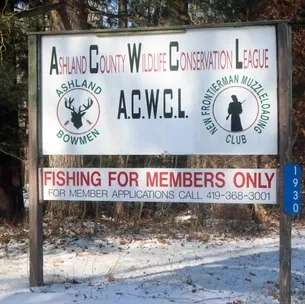 ASHLAND COUNTY WILDLIFE CONSERVATION LEAGUE
ASHLAND
BOWMEN
A.C.W.C.L.
NEW FRONTIERMAN MUZZLELOADING
CLUB
FISHING FOR MEMBERS ONLY
FOR MEMBER APPLICATIONS CALL 419-368-3001
1930